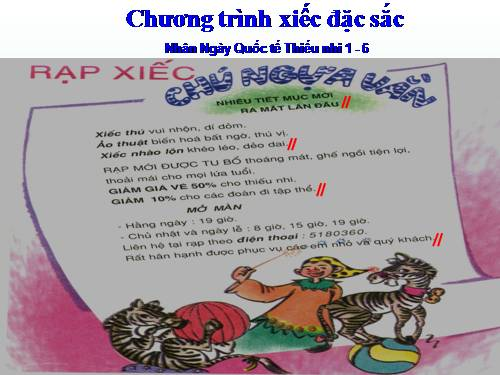 Chương trình xiếc đặc sắc
Nhân Ngày Quốc tế Thiếu nhi 1 - 6
RẠP XIẾC
CHÚ NGỰA VẰN
NHIỀU TIẾT MỤC MỚI
RA MẮT LẦN ĐẦU //
Xiếc thú vui nhộn, dí dỏm.
Ảo thuật biến hoá bất ngờ, thú vị.
Xiếc nhào lộn khéo léo, dẻo dai. //
RẠP MỚI ĐƯỢC TU BỔ thoáng mát, ghế ngồi tiện lợi,
thoải mái cho mọi lứa tuổi.
GIẢM GIÁ VÉ 50% cho thiếu nhi.
GIẢM 10% cho các đoàn đi tập thể. //
MỞ MÀN
- Hằng ngày : 19 giờ.
- Chủ nhật và ngày lễ : 8 giờ, 15 giờ, 19 giờ.
Liên hệ tại rạp theo điện thoại : 5180360.
Rất hân hạnh được phục vụ các em nhỏ và quý khách //